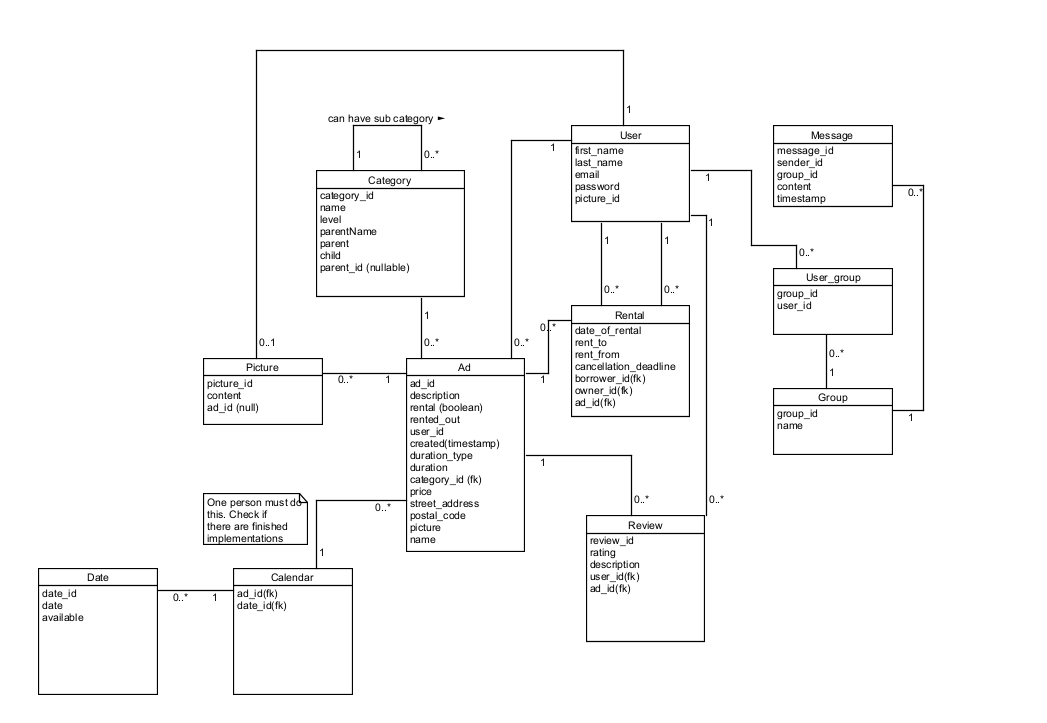 can have sub category ►
1
0..*
Category
category_id
name
level
parentName
parent
child
parent_id (nullable)
1
0..*
1
1
User
first_name
last_name
email
password
picture_id
1
1
1
1
0..*
0..*
0..*
Message
message_id
sender_id
group_id
content
timestamp
0..*
0..*
User_group
group_id
user_id
0..*
1
Group
group_id
name
1
Rental
date_of_rental
rent_to
rent_from
cancellation_deadline
borrower_id(fk)
owner_id(fk)
ad_id(fk)
0..*
1
0..1
Picture
picture_id
content
ad_id (null)
0..*
1
Ad
ad_id
description
rental (boolean)
rented_out
user_id
created(timestamp)
duration_type
duration
category_id (fk)
price
street_address
postal_code
picture
name
1
0..*
0..*
Review
review_id
rating
description
user_id(fk)
ad_id(fk)
One person must do
this. Check if
there are finished
implementations
0..*
1
Date
date_id
date
available
0..*
1
Calendar
ad_id(fk)
date_id(fk)